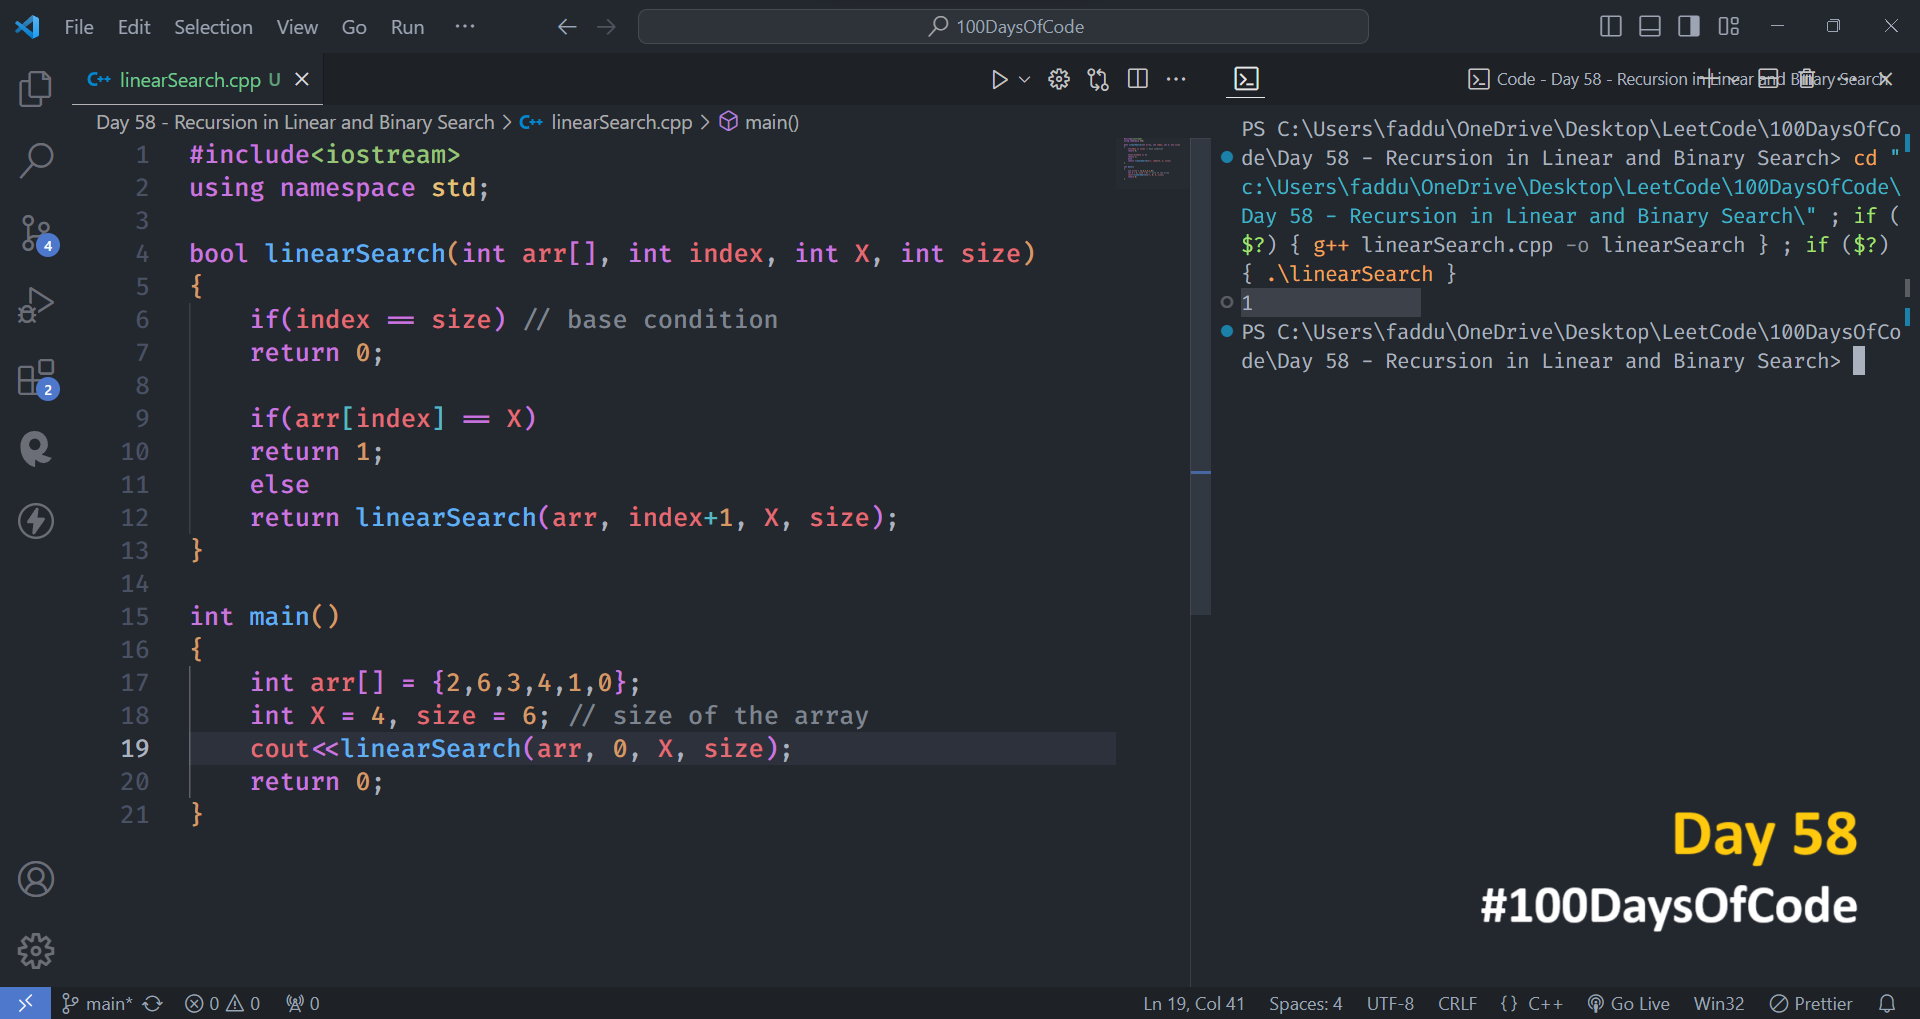 File Edit Selection View Go Run ··· 100DaysOfCode
linearSearch.cpp U
Code - Day 58 - Recursion in Linear and Binary Search
Day 58 - Recursion in Linear and Binary Search > linearSearch.cpp > main()
1 #include<iostream>
2 using namespace std;
3
4 bool linearSearch(int arr[], int index, int X, int size)
5 {
6 if(index == size) // base condition
7 return 0;
8
9 if(arr[index] == X)
10 return 1;
11 else
12 return linearSearch(arr, index+1, X, size);
13 }
14
15 int main()
16 {
17 int arr[] = {2,6,3,4,1,0};
18 int X = 4, size = 6; // size of the array
19 cout<<linearSearch(arr, 0, X, size);
20 return 0;
21 }
4
2
PS C:\Users\faddu\OneDrive\Desktop\LeetCode\100DaysOfCo
de\Day 58 - Recursion in Linear and Binary Search> cd "
c:\Users\faddu\OneDrive\Desktop\LeetCode\100DaysOfCode\
Day 58 - Recursion in Linear and Binary Search\" ; if (
$?) { g++ linearSearch.cpp -o linearSearch } ; if ($?)
{ .\linearSearch }
1
PS C:\Users\faddu\OneDrive\Desktop\LeetCode\100DaysOfCo
de\Day 58 - Recursion in Linear and Binary Search>
Day 58
#100DaysOfCode
main* 0 0 0 Ln 19, Col 41 Spaces: 4 UTF-8 CRLF {} C++ Go Live Win32 Prettier